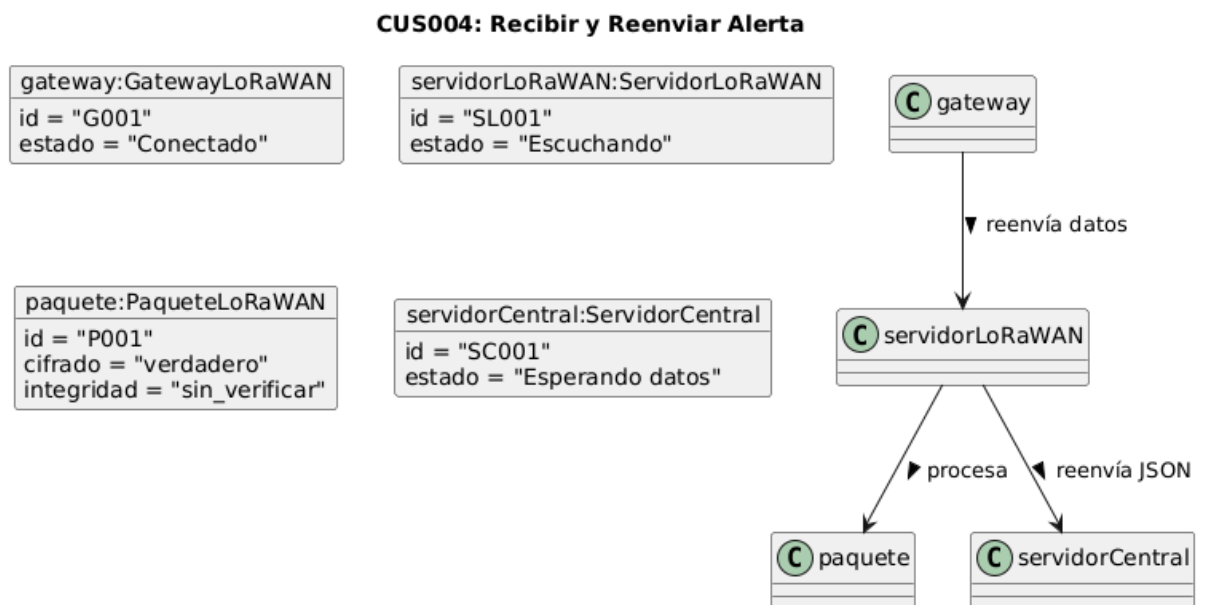 CUS004: Recibir y Reenviar Alerta
gateway:GatewayLoRaWAN
id = "G001"
estado = "Conectado"
servidorLoRaWAN:ServidorLoRaWAN
id = "SL001"
estado = "Escuchando"
C gateway
reenvía datos
paquete:PaqueteLoRaWAN
id = "P001"
cifrado = "verdadero"
integridad = "sin_verificar"
servidorCentral:ServidorCentral
id = "SC001"
estado = "Esperando datos"
C servidorLoRaWAN
procesa
reenvía JSON
C paquete
C servidorCentral